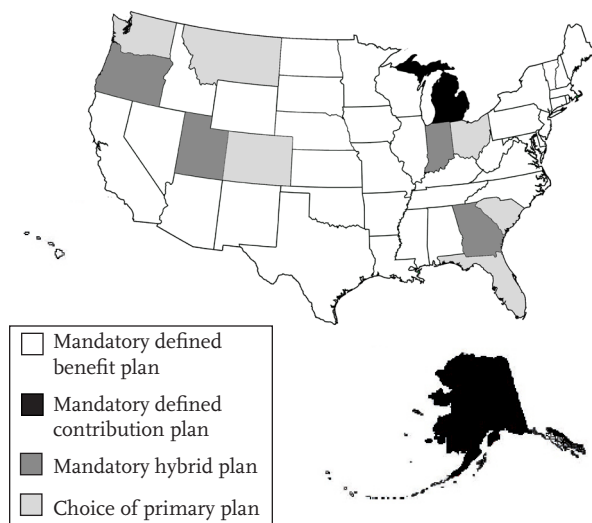 Mandatory defined
benefit plan
Mandatory defined
contribution plan
Mandatory hybrid plan
Choice of primary plan